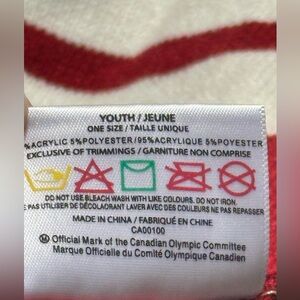 YOUTH / JEUNE
ONE SIZE / TAILLE UNIQUE
%ACRYLIC 5%POLYESTER/95%ACRYLIQUE 5%POYESTER
EXCLUSIVE OF TRIMMINGS / GARNITURE NON COMPRISE
DO NOT USE BLEACH WASH WITH LIKE COLOURS. DO NOT IRON.
PAS UTILISER DE DÉCOLARANT LAVER AVEC DES COULEURS NE PAS REPASSER
MADE IN CHINA / FABRIQUÉ EN CHINE
CA00100
Official Mark of the Canadian Olympic Committee
Marque Officielle du Comité Olympique Canadien